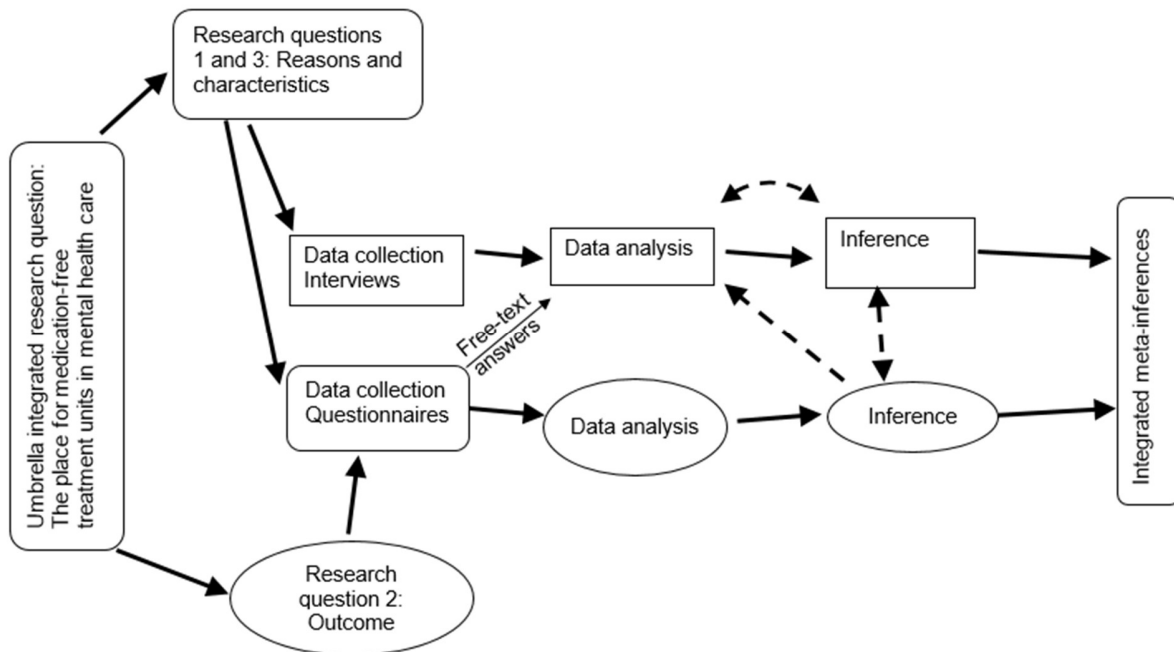 Umbrella integrated research question:
The place for medication-free
treatment units in mental health care
Research questions
1 and 3: Reasons and
characteristics
Data collection
Interviews
Data analysis
Inference
Free-text
answers
Data collection
Questionnaires
Data analysis
Inference
Research
question 2:
Outcome
Integrated meta-inferences